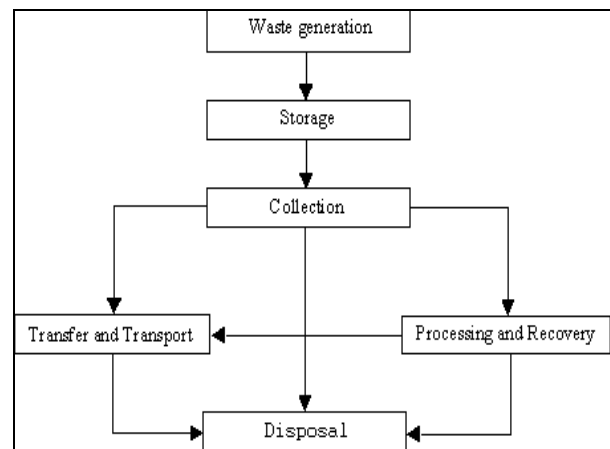 Waste generation
Storage
Collection
Transfer and Transport
Processing and Recovery
Disposal